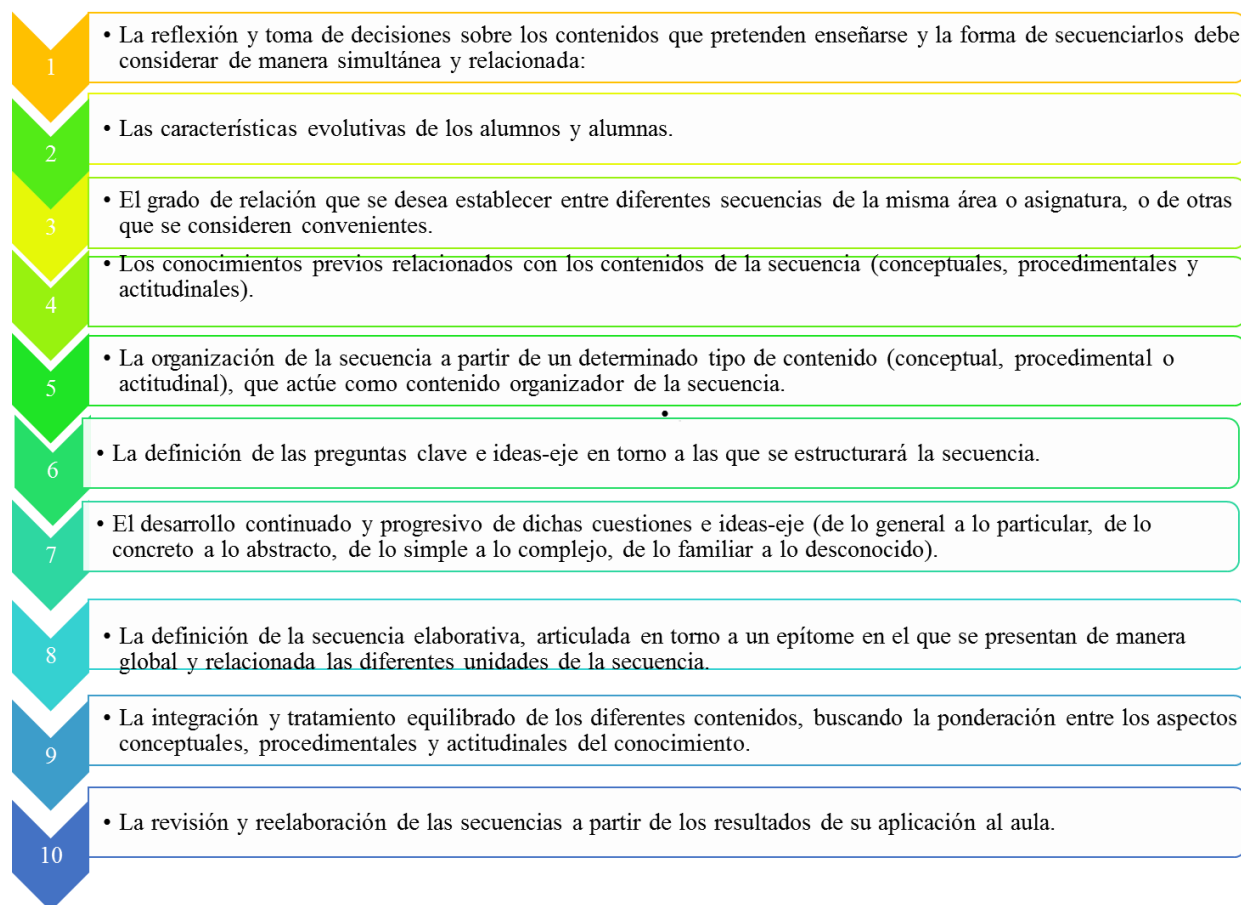 1
• La reflexión y toma de decisiones sobre los contenidos que pretenden enseñarse y la forma de secuenciarlos debe
considerar de manera simultánea y relacionada:
2
• Las características evolutivas de los alumnos y alumnas.
3
• El grado de relación que se desea establecer entre diferentes secuencias de la misma área o asignatura, o de otras
que se consideren convenientes.
4
• Los conocimientos previos relacionados con los contenidos de la secuencia (conceptuales, procedimentales y
actitudinales).
5
• La organización de la secuencia a partir de un determinado tipo de contenido (conceptual, procedimental o
actitudinal), que actúe como contenido organizador de la secuencia.
•
6
• La definición de las preguntas clave e ideas-eje en torno a las que se estructurará la secuencia.
7
• El desarrollo continuado y progresivo de dichas cuestiones e ideas-eje (de lo general a lo particular, de lo
concreto a lo abstracto, de lo simple a lo complejo, de lo familiar a lo desconocido).
8
• La definición de la secuencia elaborativa, articulada en torno a un epítome en el que se presentan de manera
global y relacionada las diferentes unidades de la secuencia.
9
• La integración y tratamiento equilibrado de los diferentes contenidos, buscando la ponderación entre los aspectos
conceptuales, procedimentales y actitudinales del conocimiento.
10
• La revisión y reelaboración de las secuencias a partir de los resultados de su aplicación al aula.